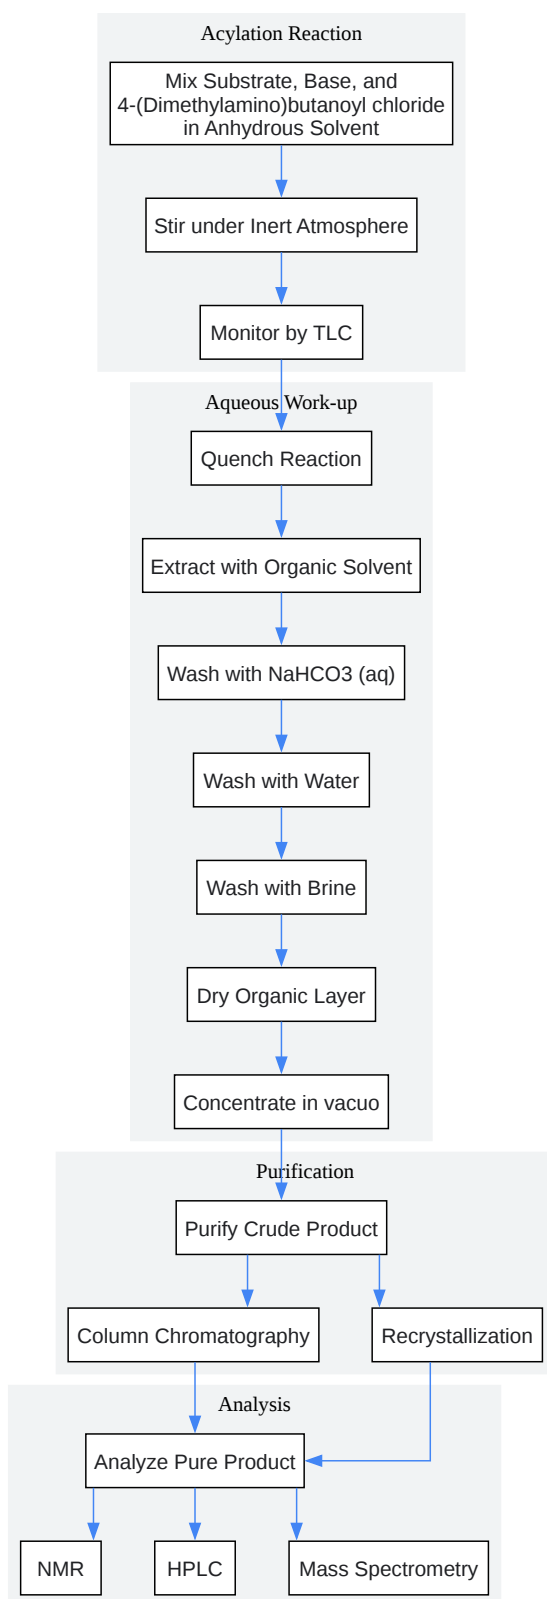 Acylation Reaction
Mix Substrate, Base, and
4-(Dimethylamino)butanoyl chloride
in Anhydrous Solvent
Stir under Inert Atmosphere
Monitor by TLC
Aqueous Work-up
Quench Reaction
Extract with Organic Solvent
Wash with NaHCO3 (aq)
Wash with Water
Wash with Brine
Dry Organic Layer
Concentrate in vacuo
Purification
Purify Crude Product
Column Chromatography
Recrystallization
Analysis
Analyze Pure Product
NMR
HPLC
Mass Spectrometry